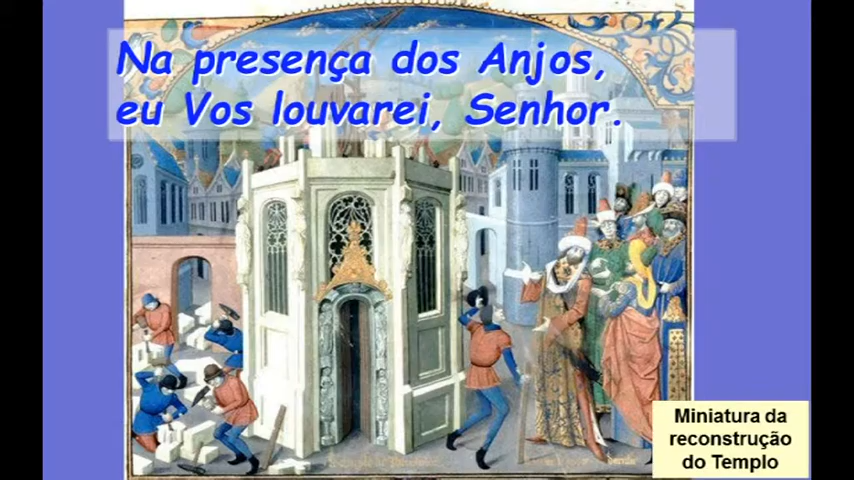 Na presença dos Anjos,
eu Vos louvarei, Senhor.
Miniatura da
reconstrução
do Templo